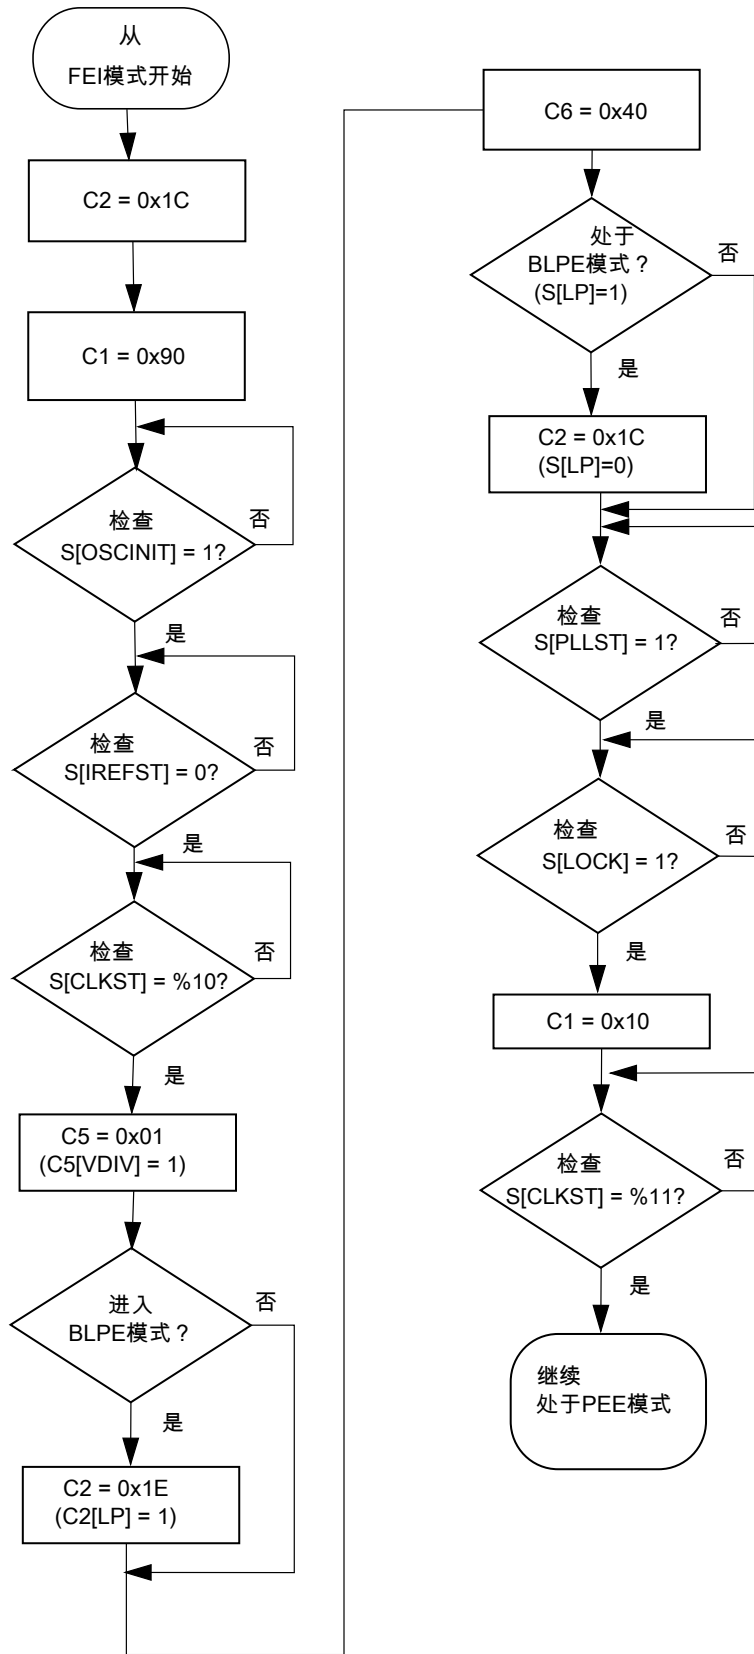 从
FEI模式开始
C2 = 0x1C
C1 = 0x90
检查
S[OSCINIT] = 1?
否
是
检查
S[IREFST] = 0?
否
是
检查
S[CLKST] = %10?
否
是
C5 = 0x01
(C5[VDIV] = 1)
进入
BLPE模式？
否
是
C2 = 0x1E
(C2[LP] = 1)
C6 = 0x40
处于
BLPE模式？
(S[LP]=1)
否
是
C2 = 0x1C
(S[LP]=0)
检查
S[PLLST] = 1?
否
是
检查
S[LOCK] = 1?
否
是
C1 = 0x10
检查
S[CLKST] = %11?
否
是
继续
处于PEE模式